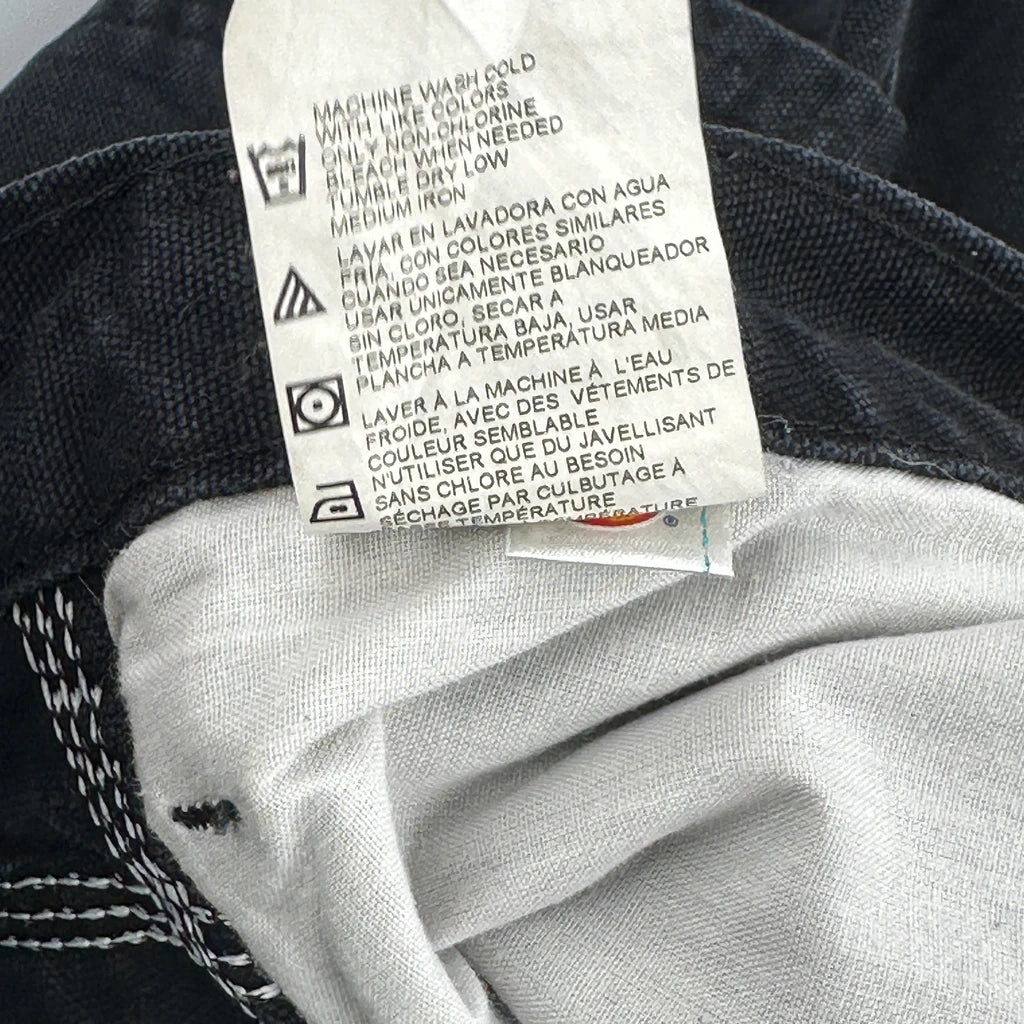 MACHINE WASH COLD
WITH LIKE COLORS
ONLY NON-CHLORINE
BLEACH WHEN NEEDED
TUMBLE DRY LOW
MEDIUM IRON
LAVAR EN LAVADORA CON AGUA
FRIA, CON COLORES SIMILARES
CUANDO SEA NECESARIO
USAR UNICAMENTE BLANQUEADOR
SIN CLORO, SECAR A
TEMPERATURA BAJA, USAR
PLANCHA A TEMPERATURA MEDIA
LAVER À LA MACHINE À L'EAU
FROIDE, AVEC DES VÊTEMENTS DE
COULEUR SEMBLABLE
N'UTILISER QUE DU JAVELLISANT
SANS CHLORE AU BESOIN
SÉCHAGE PAR CULBUTAGE À
TEMPÉRATURE